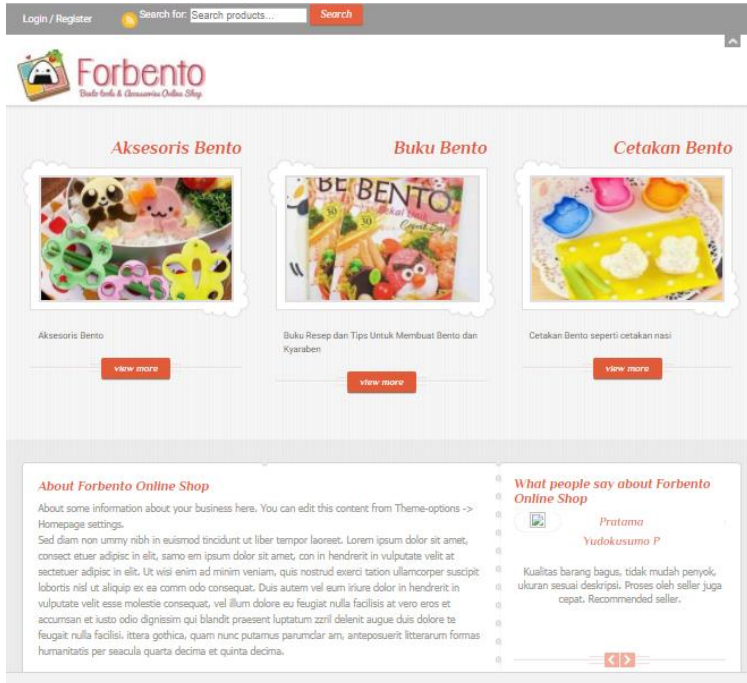 Login / Register
Search for:
Search products...
Search
Forbento
Bento tools & Accessories Online Shop
Aksesoris Bento
Buku Bento
Cetakan Bento
BE BENTO
Aksesoris Bento
Buku Resep dan Tips Untuk Membuat Bento dan
Kyaraben
Cetakan Bento seperti cetakan nasi
view more
view more
view more
About Forbento Online Shop
About some information about your business here. You can edit this content from Theme-options ->
Homepage settings.
Sed diam non ummy nibh in euismod tincidunt ut liber tempor laoreet. Lorem ipsum dolor sit amet,
consect etuer adipisc in elit, samo em ipsum dolor sit amet, con in hendrerit in vulputate velit at
sectetuer adipisc in elit. Ut wisi enim ad minim veniam, quis nostrud exerci tation ullamcorper suscipit
lobortis nisl ut aliquip ex ea comm odo consequat. Duis autem vel eum iriure dolor in hendrerit in
vulputate velit esse molestie consequat, vel illum dolore eu feugiat nulla facilisis at vero eros et
accumsan et iusto odio dignissim qui blandit praesent luptatum zzril delenit augue duis dolore te
feugait nulla facilisi. ittera gothica, quam nunc putamus parumclar am, anteposuerit litterarum formas
humanitatis per seacula quarta decima et quinta decima.
What people say about Forbento
Online Shop
Pratama
Yudokusumo P
Kualitas barang bagus, tidak mudah penyok,
ukuran sesuai deskripsi. Proses oleh seller juga
cepat. Recommended seller.